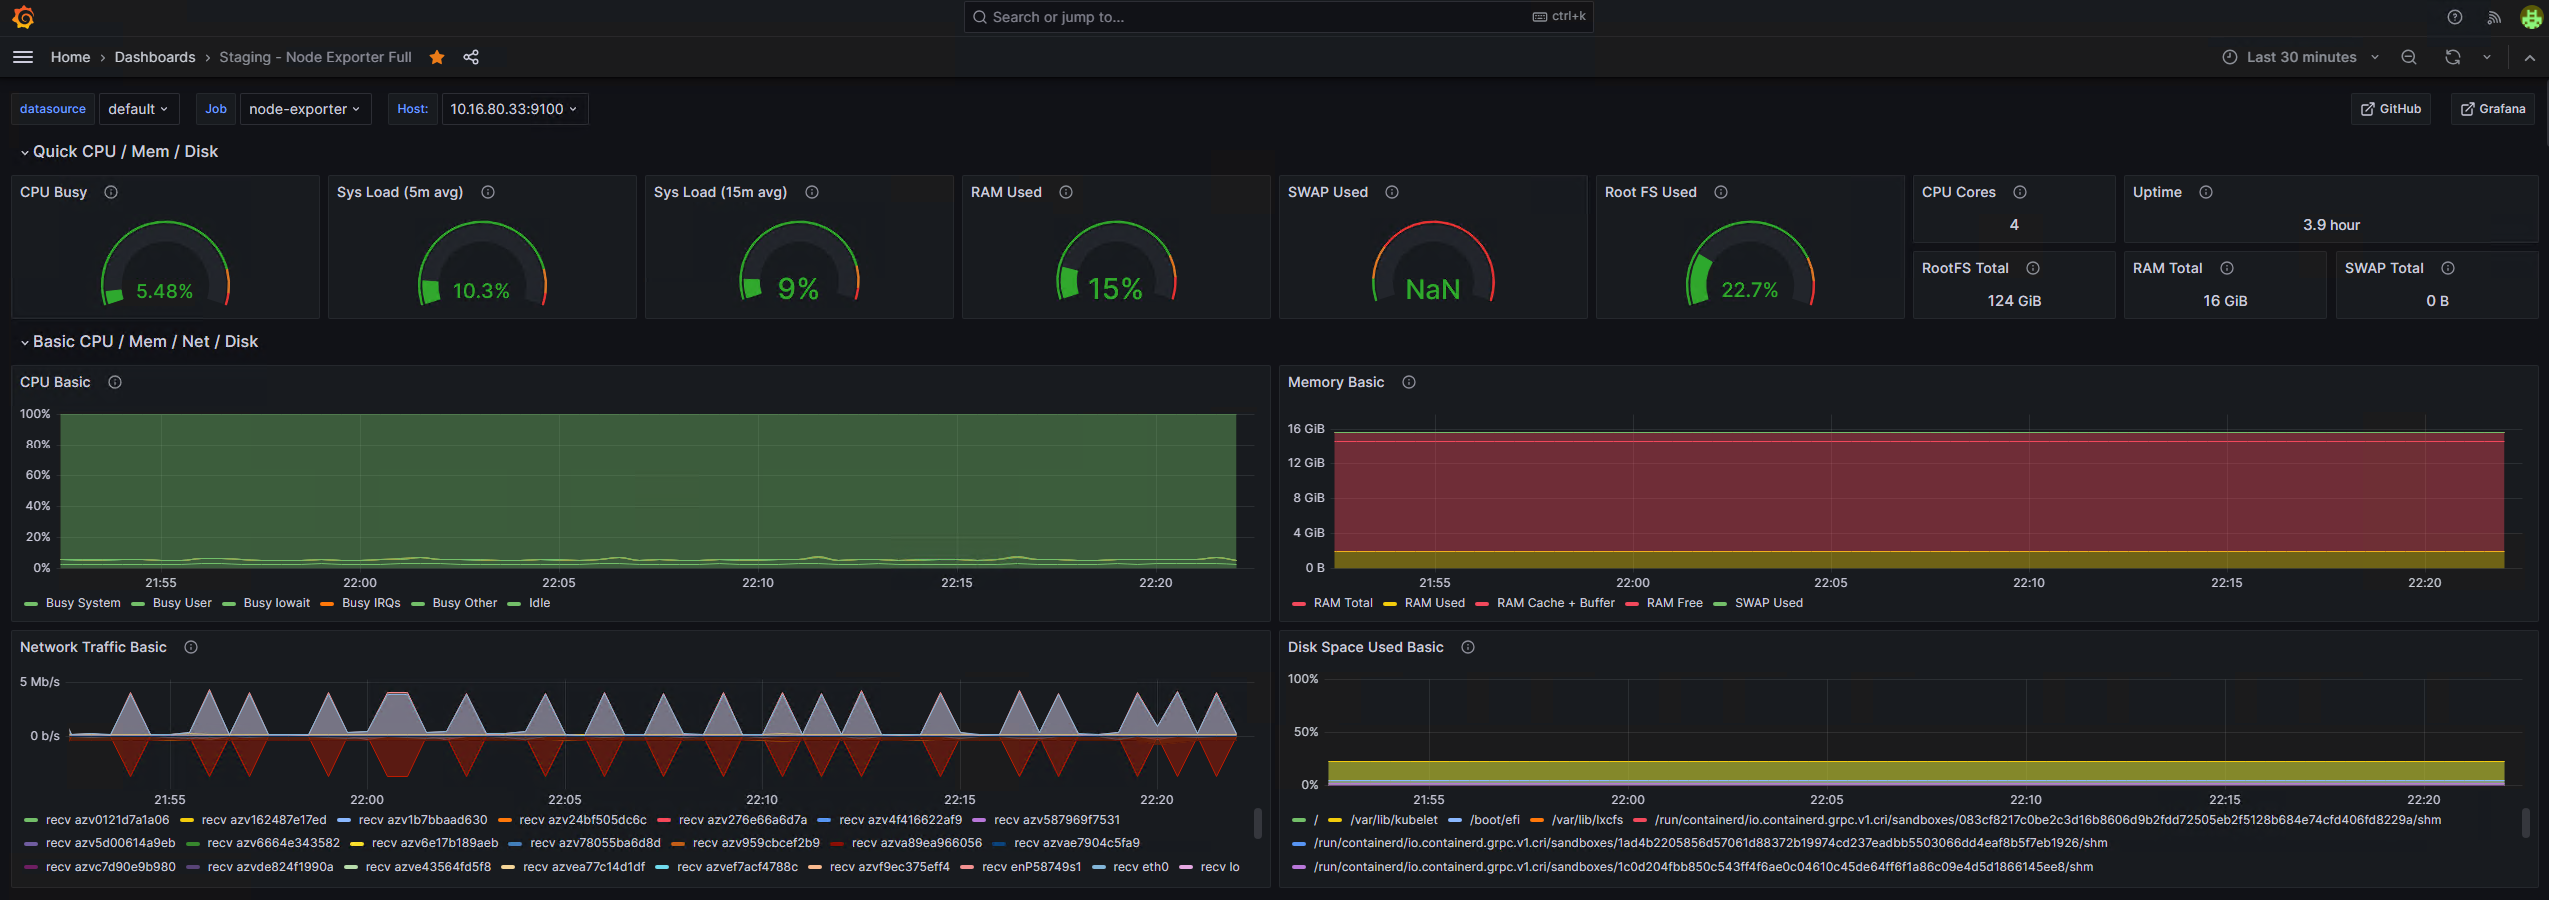 Search or jump to...
ctrl+k
Home › Dashboards › Staging - Node Exporter Full
Last 30 minutes
datasource default Job node-exporter Host: 10.16.80.33:9100
GitHub Grafana
Quick CPU / Mem / Disk
CPU Busy
5.48%
Sys Load (5m avg)
10.3%
Sys Load (15m avg)
9%
RAM Used
15%
SWAP Used
NaN
Root FS Used
22.7%
CPU Cores
4
Uptime
3.9 hour
RootFS Total
124 GiB
RAM Total
16 GiB
SWAP Total
0 B
Basic CPU / Mem / Net / Disk
CPU Basic
100%
80%
60%
40%
20%
0%
21:55 22:00 22:05 22:10 22:15 22:20
Busy System Busy User Busy Iowait Busy IRQs Busy Other Idle
Memory Basic
16 GiB
12 GiB
8 GiB
4 GiB
0 B
21:55 22:00 22:05 22:10 22:15 22:20
RAM Total RAM Used RAM Cache + Buffer RAM Free SWAP Used
Network Traffic Basic
5 Mb/s
0 b/s
21:55 22:00 22:05 22:10 22:15 22:20
recv azv0121d7a1a06 recv azv162487e17ed recv azv1b7bbaad630 recv azv24bf505dc6c recv azv276e66a6d7a recv azv4f416622af9 recv azv587969f7531
recv azv5d00614a9eb recv azv6664e343582 recv azv6e17b189aeb recv azv78055ba6d8d recv azv959cbcef2b9 recv azva89ea966056 recv azvae7904c5fa9
recv azvc7d90e9b980 recv azvde824f1990a recv azve43564fd5f8 recv azvea77c14d1df recv azvef7acf4788c recv azvf9ec375eff4 recv enP58749s1 recv eth0 recv lo
Disk Space Used Basic
100%
50%
0%
21:55 22:00 22:05 22:10 22:15 22:20
/ /var/lib/kubelet /boot/efi /var/lib/lxcfs /run/containerd/io.containerd.grpc.v1.cri/sandboxes/083cf8217c0be2c3d16b8606d9b2fdd72505eb2f5128b684e74cfd406fd8229a/shm
/run/containerd/io.containerd.grpc.v1.cri/sandboxes/1ad4b2205856d57061d88372b19974cd237eadbb5503066dd4eaf8b5f7eb1926/shm
/run/containerd/io.containerd.grpc.v1.cri/sandboxes/1c0d204fbb850c543ff4f6ae0c04610c45de64ff6f1a86c09e4d5d1866145ee8/shm